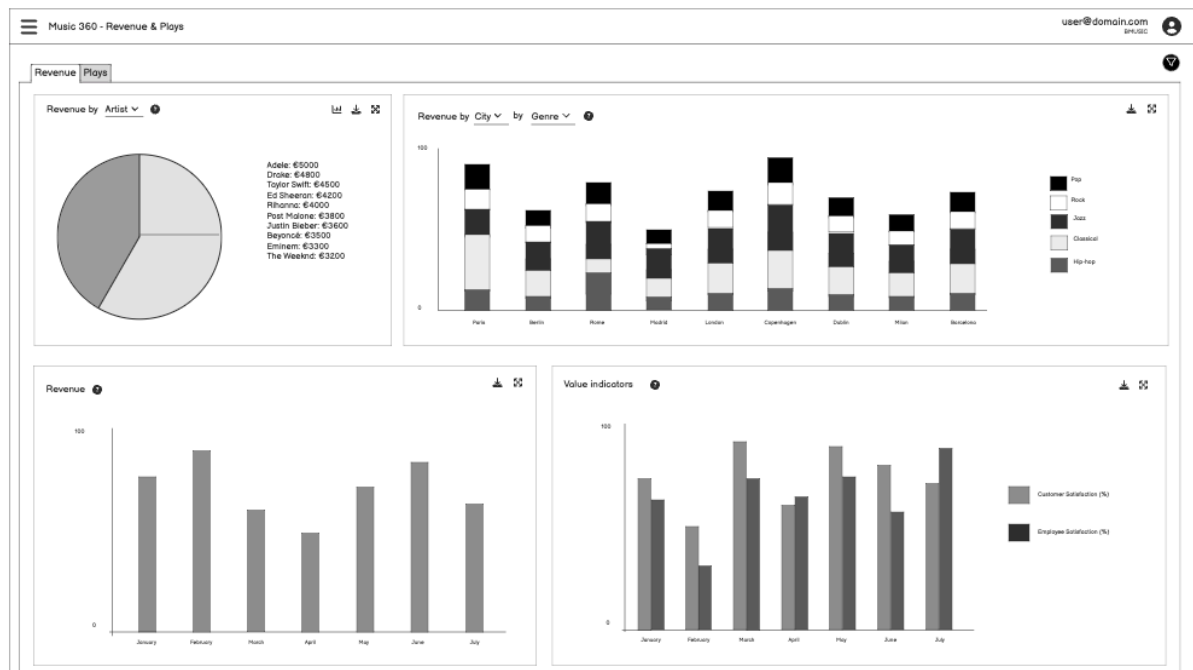 Music 360 - Revenue & Plays
user@domain.com
BMUSIC
Revenue
Plays
Revenue by Artist
?
Adele: €5000
Drake: €4800
Taylor Swift: €4500
Ed Sheeran: €4200
Rihanna: €4000
Post Malone: €3800
Justin Bieber: €3600
Beyoncé: €3500
Eminem: €3300
The Weeknd: €3200
Revenue by City by Genre
?
100
0
Paris
Berlin
Rome
Madrid
London
Copenhagen
Dublin
Milan
Barcelona
Pop
Rock
Jazz
Classical
Hip-hop
Revenue
?
100
0
January
February
March
April
May
June
July
Value indicators
?
100
0
January
February
March
April
May
June
July
Customer Satisfaction (%)
Employee Satisfaction (%)